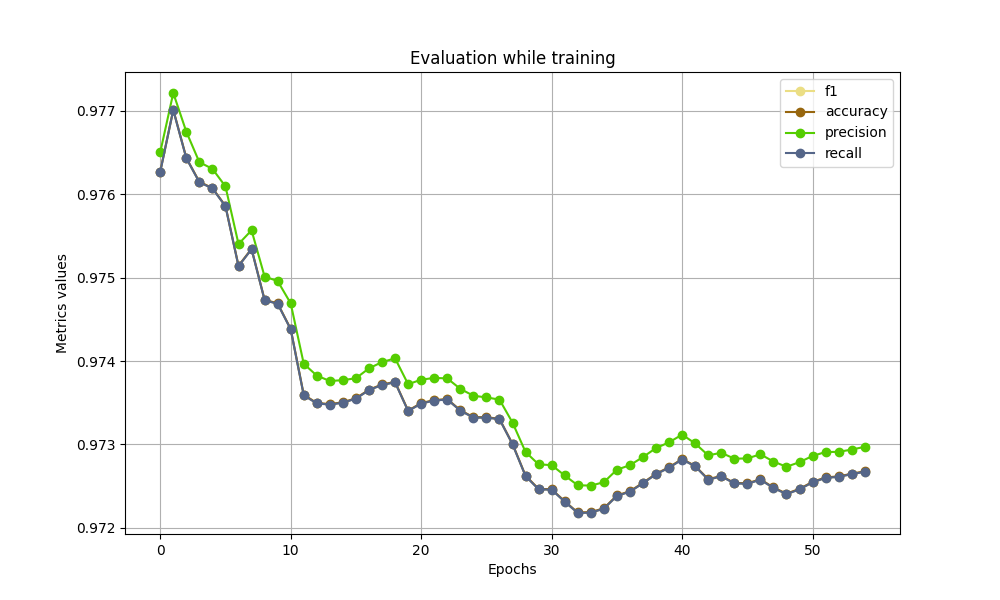 Evaluation while training
f1
accuracy
precision
recall
Metrics values
0.977
0.976
0.975
0.974
0.973
0.972
0
10
20
30
40
50
Epochs